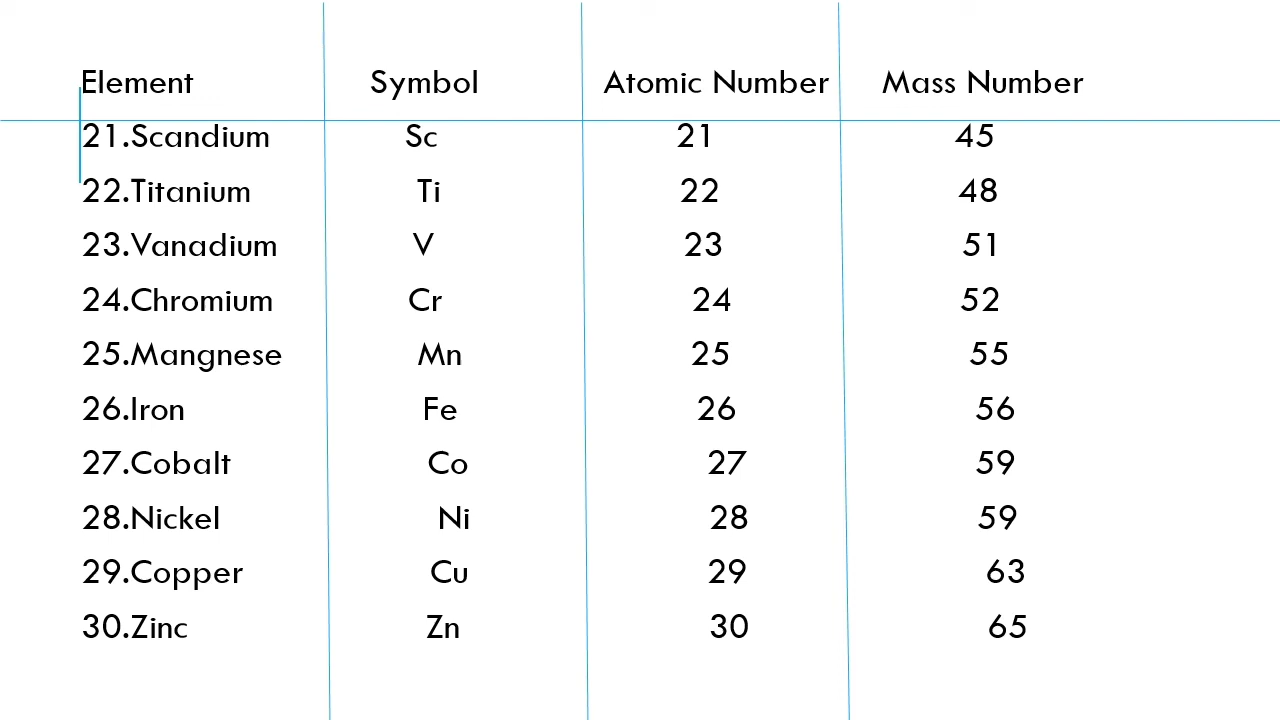 Element Symbol Atomic Number Mass Number
21.Scandium Sc 21 45
22.Titanium Ti 22 48
23.Vanadium V 23 51
24.Chromium Cr 24 52
25.Mangnese Mn 25 55
26.Iron Fe 26 56
27.Cobalt Co 27 59
28.Nickel Ni 28 59
29.Copper Cu 29 63
30.Zinc Zn 30 65